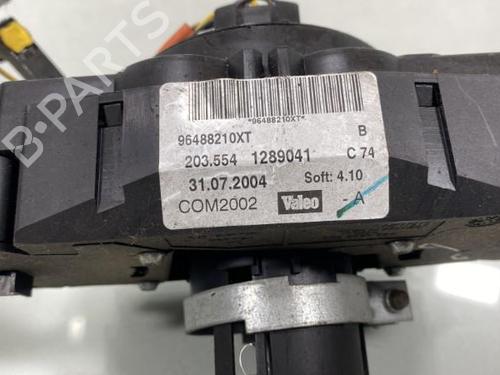 B-PARTS
*96488210XT*
96488210XT B
203.554 1289041 C 74
31.07.2004 Soft: 4.10
COM2002 Valeo - A